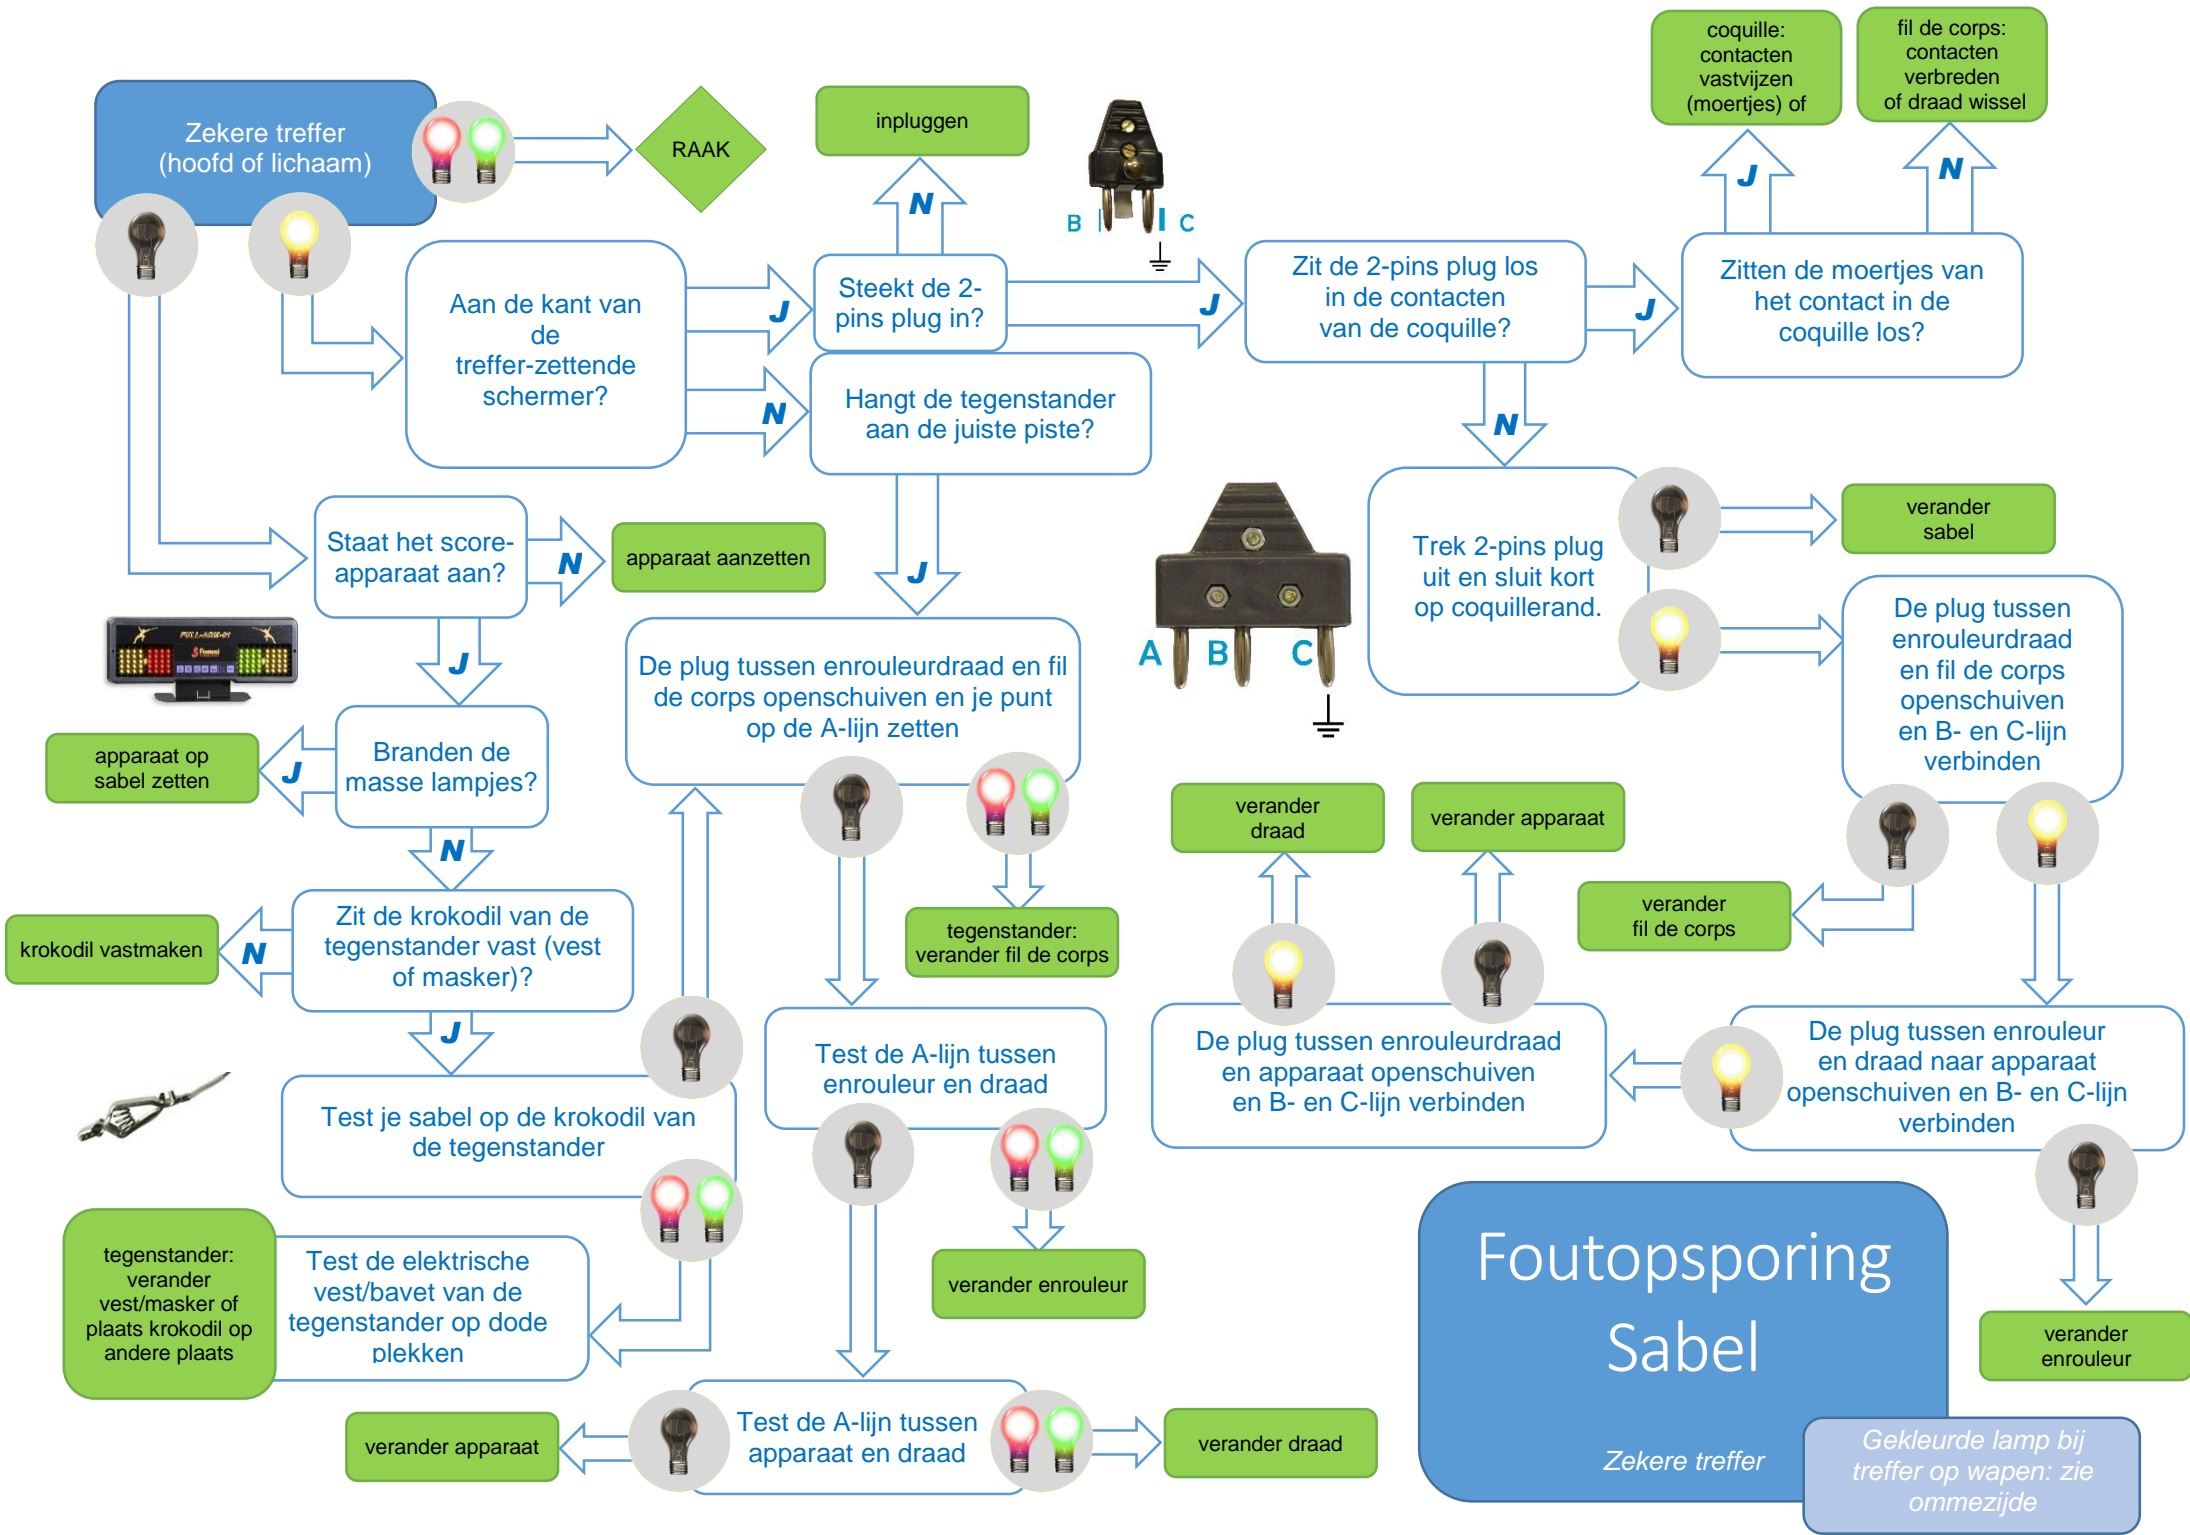 coquille:
contacten
vastvijzen
(moertjes) of
fil de corps:
contacten
verbreden
of draad wissel
Zekere treffer
(hoofd of lichaam)
RAAK
inpluggen
N
J
N
B
C
Aan de kant van
de
treffer-zettende
schermer?
J
N
Steekt de 2-
pins plug in?
J
Zit de 2-pins plug los
in de contacten
van de coquille?
J
N
Zitten de moertjes van
het contact in de
coquille los?
Hangt de tegenstander
aan de juiste piste?
J
Staat het score-
apparaat aan?
N
apparaat aanzetten
J
A
B
C
Trek 2-pins plug
uit en sluit kort
op coquillerand.
verander
sabel
De plug tussen
enrouleurdraad
en fil de corps
openschuiven
en B- en C-lijn
verbinden
De plug tussen enrouleurdraad en fil
de corps openschuiven en je punt
op de A-lijn zetten
Branden de
masse lampjes?
J
apparaat op
sabel zetten
N
verander
draad
verander apparaat
verander
fil de corps
Zit de krokodil van de
tegenstander vast (vest
of masker)?
N
krokodil vastmaken
J
tegenstander:
verander fil de corps
Test de A-lijn tussen
enrouleur en draad
De plug tussen enrouleurdraad
en apparaat openschuiven
en B- en C-lijn verbinden
De plug tussen enrouleur
en draad naar apparaat
openschuiven en B- en C-lijn
verbinden
Test je sabel op de krokodil van
de tegenstander
tegenstander:
verander
vest/masker of
plaats krokodil op
andere plaats
Test de elektrische
vest/bavet van de
tegenstander op dode
plekken
verander enrouleur
verander
enrouleur
verander apparaat
Test de A-lijn tussen
apparaat en draad
verander draad
Foutopsporing
Sabel
Zekere treffer
Gekleurde lamp bij
treffer op wapen: zie
ommezijde